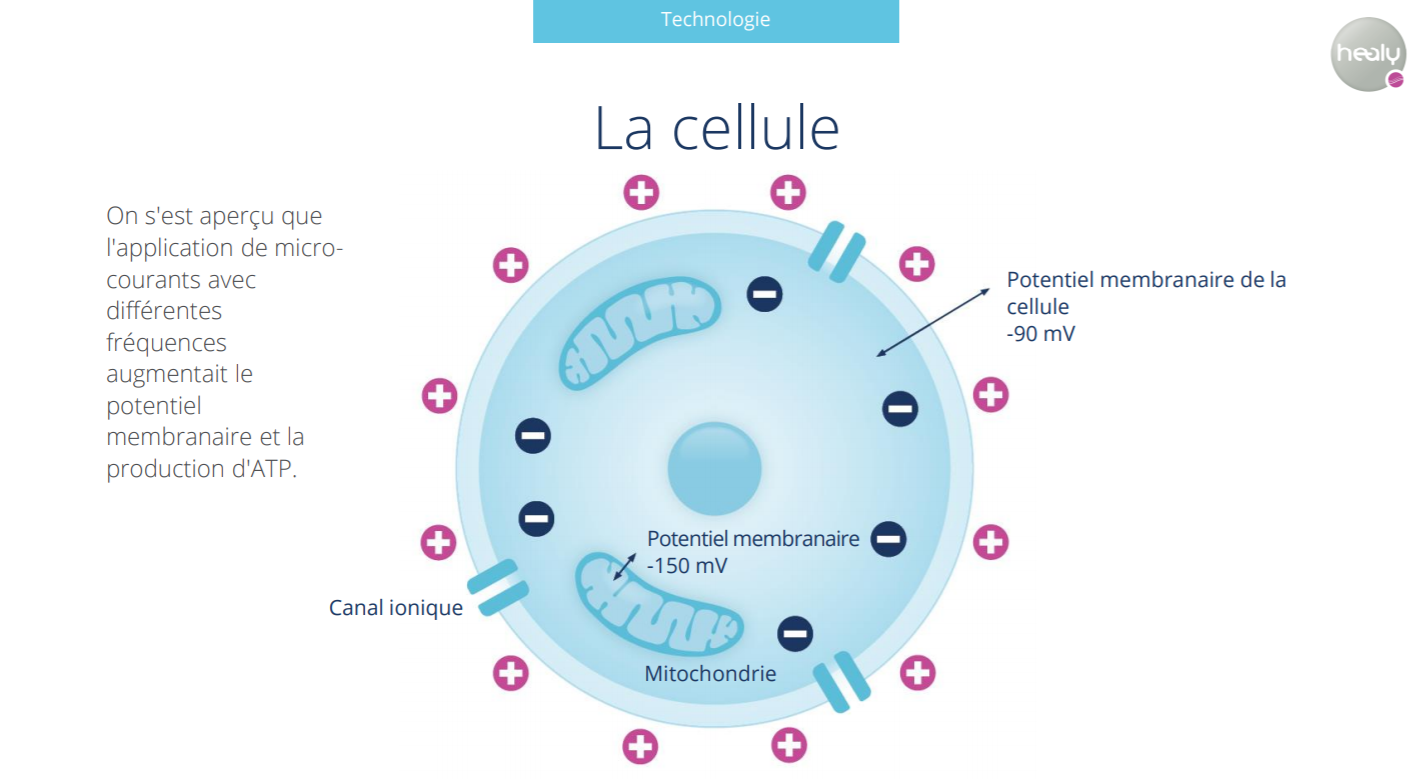 Technologie
healy
La cellule
On s'est aperçu que
l'application de micro-
courants avec
différentes
fréquences
augmentait le
potentiel
membranaire et la
production d'ATP.
Potentiel membranaire de la
cellule
-90 mV
Potentiel membranaire
-150 mV
Canal ionique
Mitochondrie